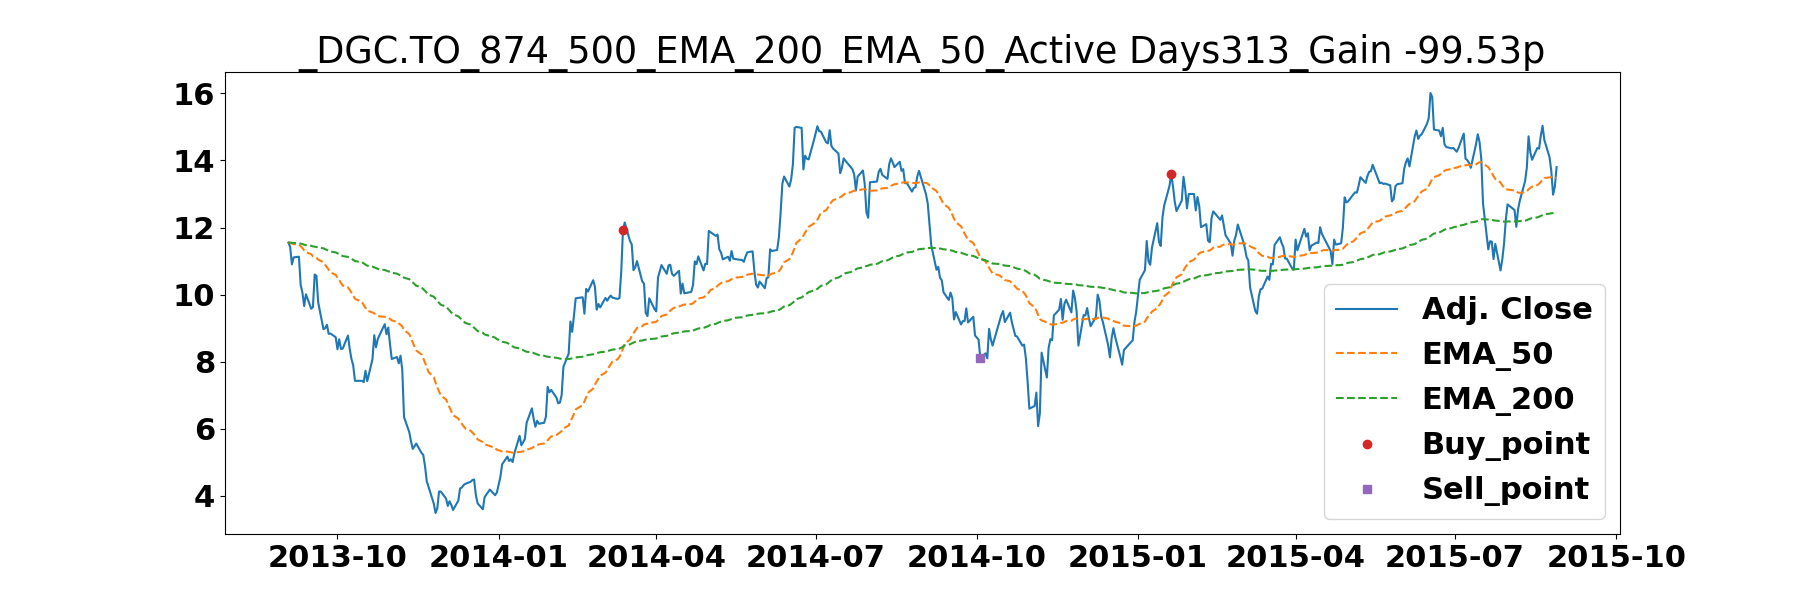 _DGC.TO_874_500_EMA_200_EMA_50_Active Days313_Gain -99.53p
16
14
12
10
8
6
4
Adj. Close
EMA_50
EMA_200
Buy_point
Sell_point
2013-10 2014-01 2014-04 2014-07 2014-10 2015-01 2015-04 2015-07 2015-10